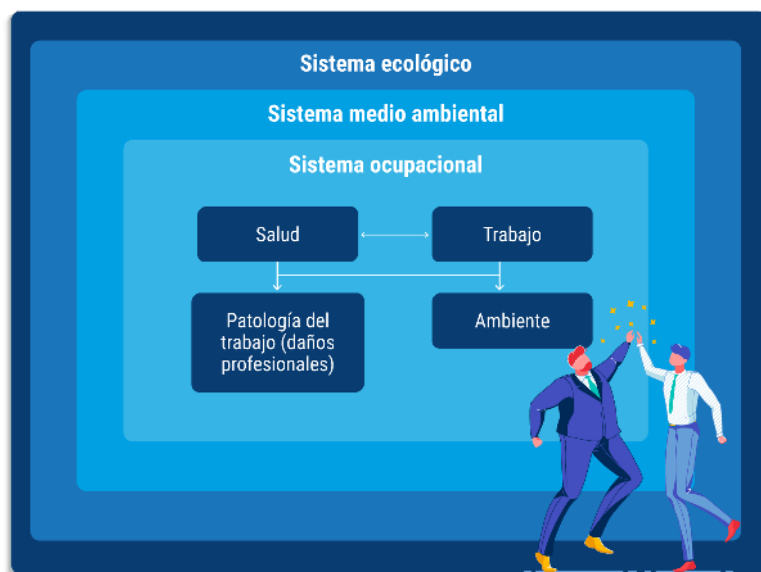 Sistema ecológico
Sistema medio ambiental
Sistema ocupacional
Salud
Trabajo
Patología del
trabajo (daños
profesionales)
Ambiente